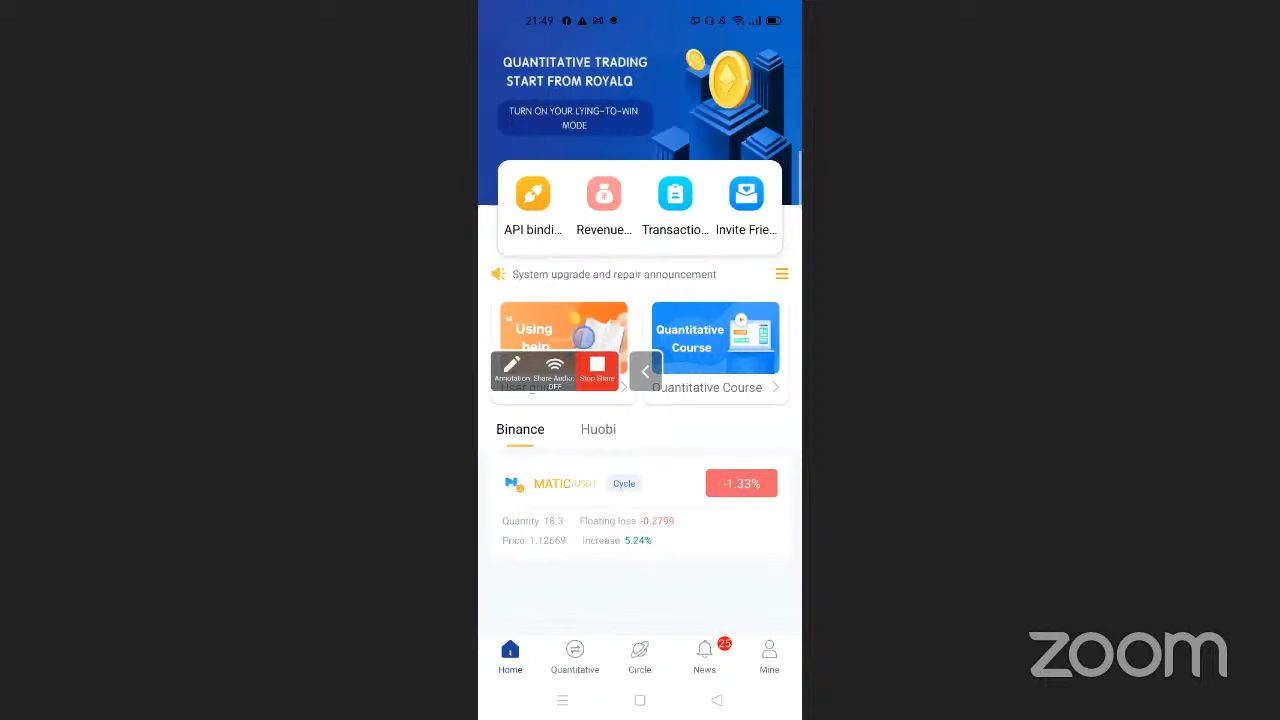 21:49
QUANTITATIVE TRADING
START FROM ROYALQ
TURN ON YOUR LYING-TO-WIN
MODE
API bindi...
Revenue...
Transactio...
Invite Frie...
System upgrade and repair announcement
Using
help
Quantitative
Course
Annotation
Share Audio:
OFF
Stop Share
Quantitative Course
Binance
Huobi
MATIC/USDT
Cycle
-1.33%
Quantity 18.3
Floating loss -0.2799
Price: 1.12669
Increase 5.24%
25
Home
Quantitative
Circle
News
Mine
zoom